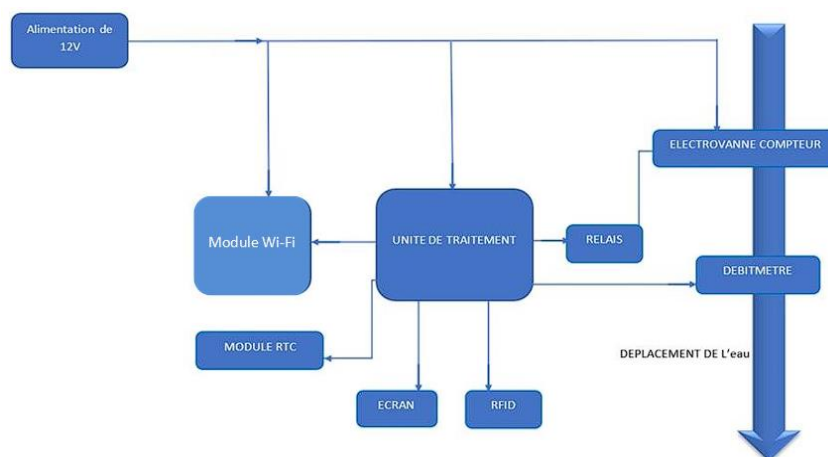 Alimentation de
12V
ELECTROVANNE COMPTEUR
Module Wi-Fi
UNITE DE TRAITEMENT
RELAIS
DEBITMETRE
MODULE RTC
DEPLACEMENT DE L'eau
ECRAN
RFID